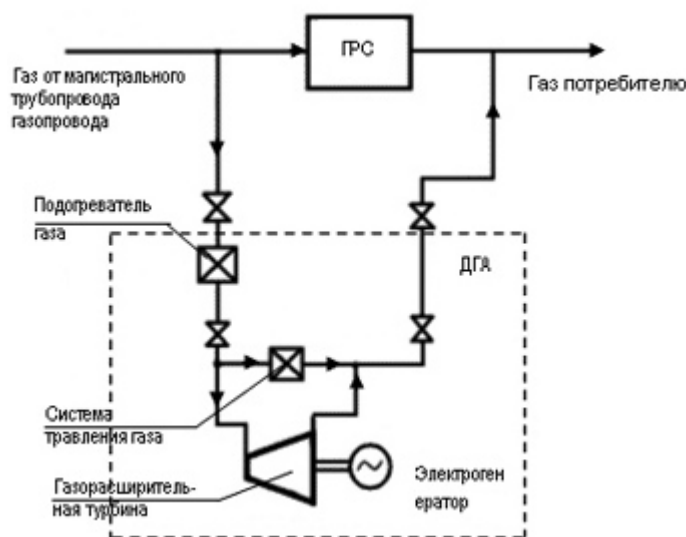 ГРС
Газ от магистрального
трубопровода
газопровода
Газ потребителю
Подогреватель
газа
ДГА
Система
травления газа
Газорасширитель-
ная турбина
Электроген
ератор